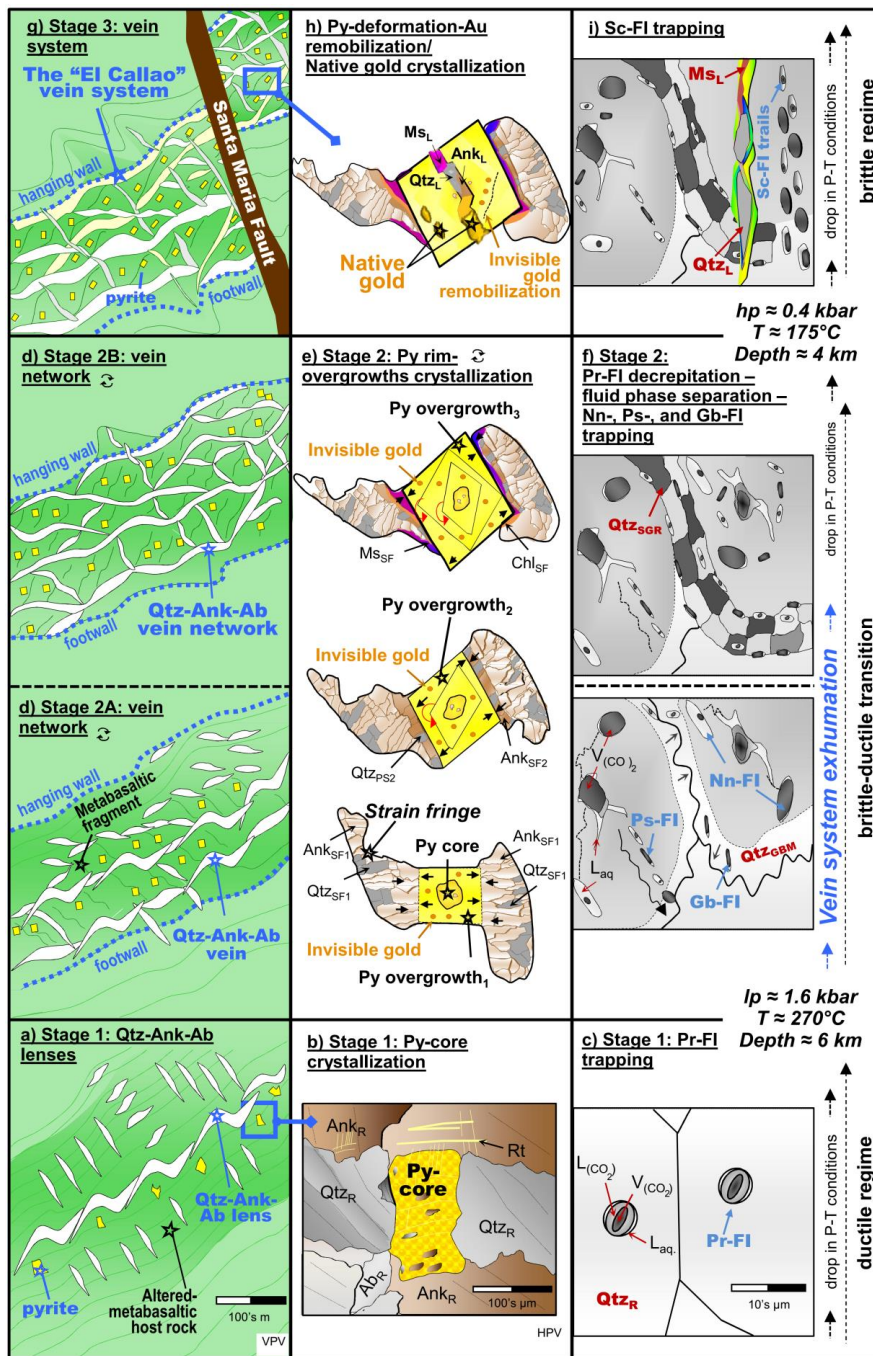 g) Stage 3: vein
system
The "El Callao"
vein system
Santa Maria Fault
hanging wall
pyrite
footwall
h) Py-deformation-Au
remobilization/
Native gold crystallization
MsL
AnkL
QtzL
Native
gold
Invisible
gold
remobilization
i) Sc-FI trapping
MsL
Sc-FI trails
QtzL
drop in P-T conditions
brittle regime
hp ≈ 0.4 kbar
T ≈ 175°C
Depth ≈ 4 km
d) Stage 2B: vein
network
hanging wall
Qtz-Ank-Ab
vein network
footwall
e) Stage 2: Py rim-
overgrowths crystallization
Py overgrowth3
Invisible gold
MsSF
ChlSF
Py overgrowth2
Invisible gold
QtzPS2
AnkSF2
Strain fringe
AnkSF1
Py core
AnkSF1
QtzSF1
QtzSF1
Invisible gold
Py overgrowth1
f) Stage 2:
Pr-FI decrepitation –
fluid phase separation –
Nn-, Ps-, and Gb-FI
trapping
QtzSGR
drop in P-T conditions
Vein system exhumation
brittle-ductile transition
V(CO)2
Nn-FI
Ps-FI
QtzGBM
Laq
Gb-FI
d) Stage 2A: vein
network
hanging wall
Metabasaltic
fragment
Qtz-Ank-Ab
vein
footwall
lp ≈ 1.6 kbar
T ≈ 270°C
Depth ≈ 6 km
a) Stage 1: Qtz-Ank-Ab
lenses
Qtz-Ank-
Ab lens
pyrite
Altered-
metabasaltic
host rock
100's m
VPV
b) Stage 1: Py-core
crystallization
AnkR
Rt
Py-
core
QtzR
QtzR
AbR
AnkR
100's µm
HPV
c) Stage 1: Pr-FI
trapping
L(CO2)
V(CO2)
Laq.
Pr-FI
QtzR
10's µm
drop in P-T conditions
ductile regime